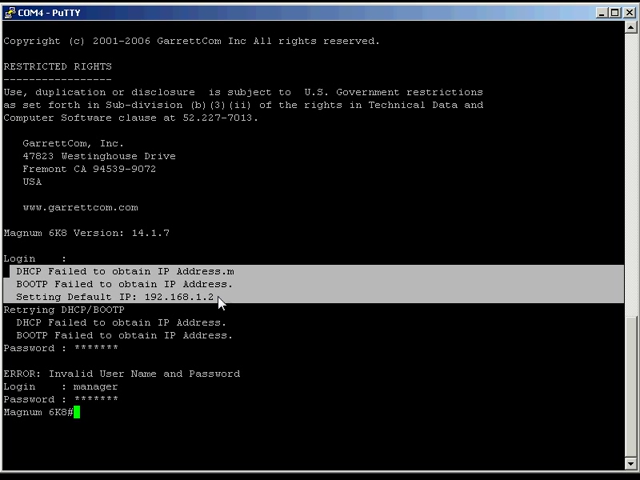 COM4 - PuTTY
Copyright (c) 2001-2006 GarrettCom Inc All rights reserved.
RESTRICTED RIGHTS
-----------------
Use, duplication or disclosure  is subject to  U.S. Government restrictions
as set forth in Sub-division (b)(3)(ii) of the rights in Technical Data and
Computer Software clause at 52.227-7013.
GarrettCom, Inc.
47823 Westinghouse Drive
Fremont CA 94539-9072
USA
www.garrettcom.com
Magnum 6K8 Version: 14.1.7
Login    :
DHCP Failed to obtain IP Address.m
BOOTP Failed to obtain IP Address.
Setting Default IP: 192.168.1.2
Retrying DHCP/BOOTP
DHCP Failed to obtain IP Address.
BOOTP Failed to obtain IP Address.
Password : *******
ERROR: Invalid User Name and Password
Login    : manager
Password : *******
Magnum 6K8#